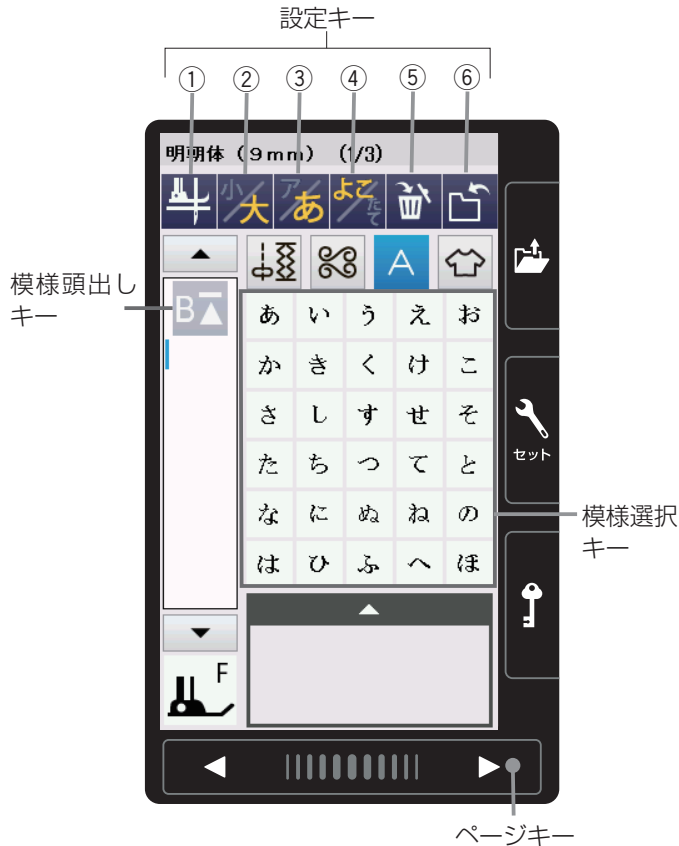 設定キー
① ② ③ ④ ⑤ ⑥
明朝体（9mm） (1/3)
小/大 ア/あ よこ/たて
A
模様頭出し
キー
B
あ い う え お
か き く け こ
さ し す せ そ
た ち つ て と
な に ぬ ね の
は ひ ふ へ ほ
セット
模様選択
キー
F
ページキー